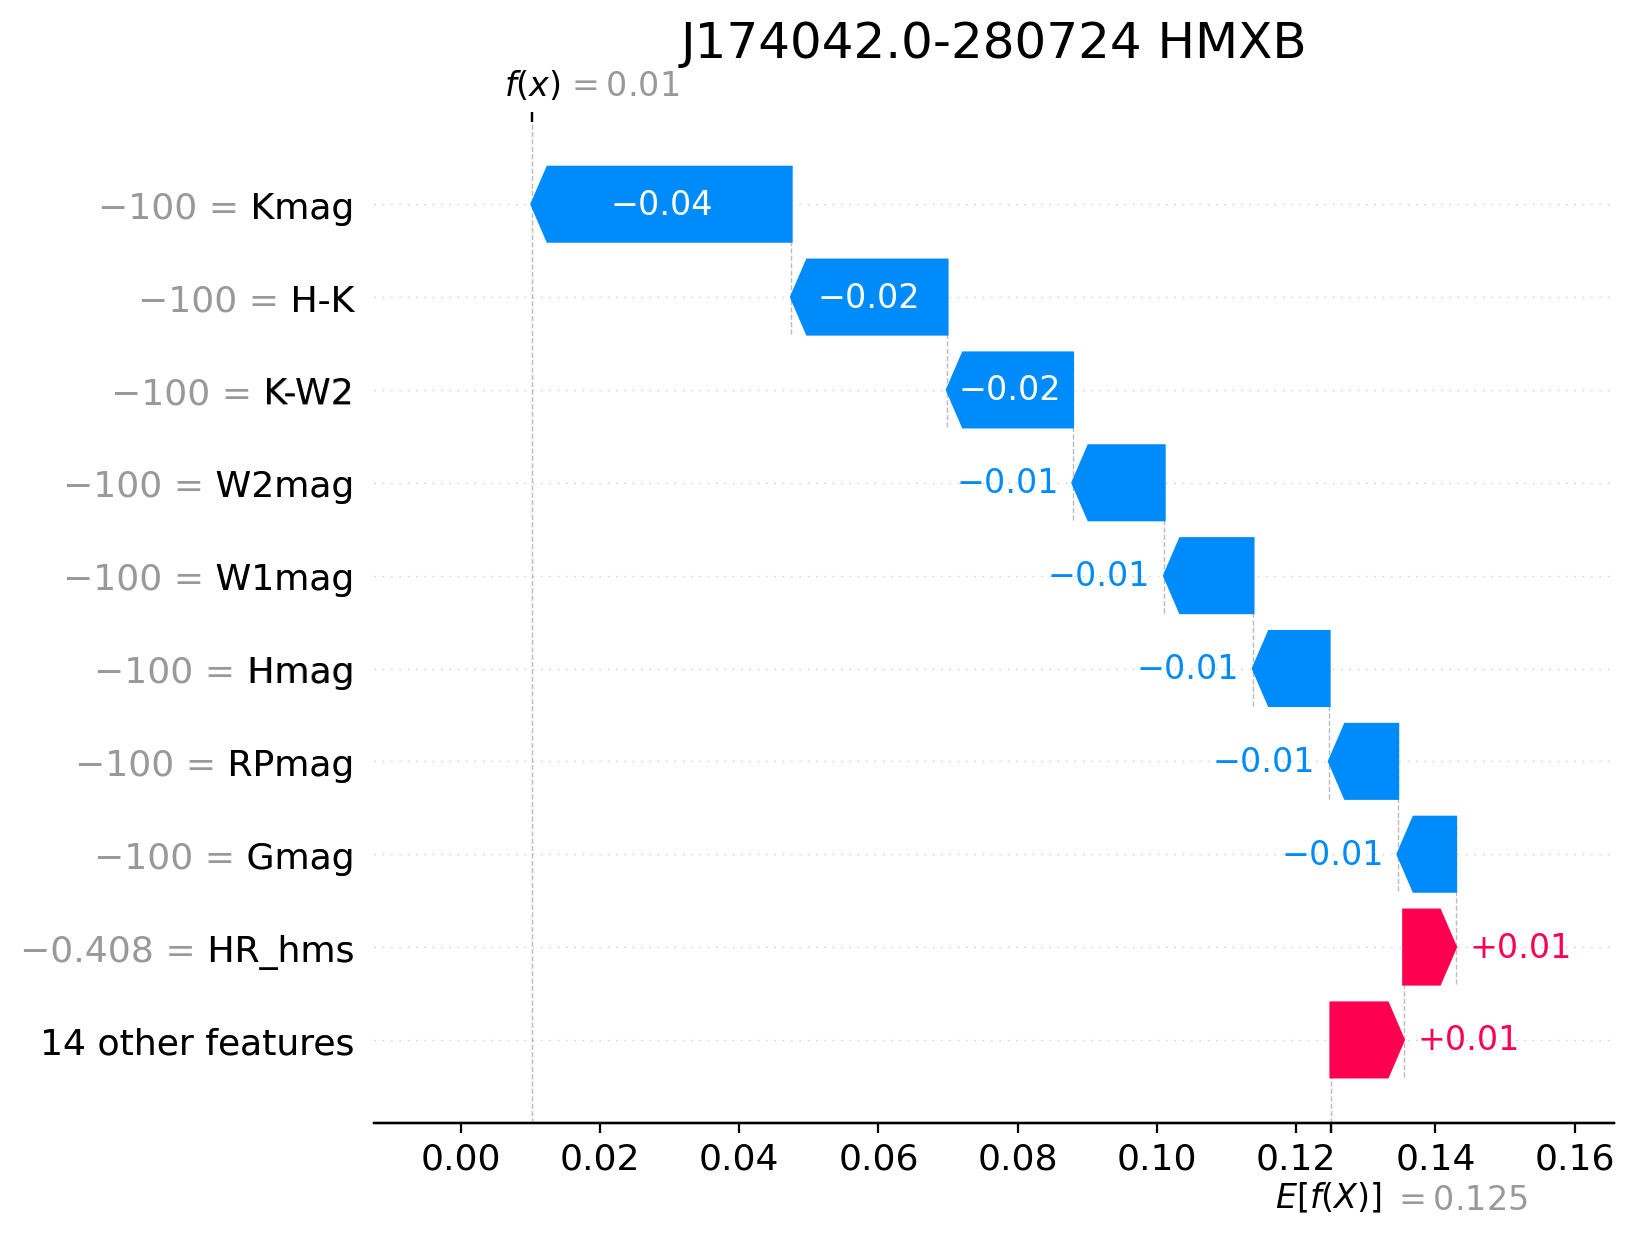 J174042.0-280724 HMXB
f(x) = 0.01
−100 = Kmag
−0.04
−100 = H-K
−0.02
−100 = K-W2
−0.02
−100 = W2mag
−0.01
−100 = W1mag
−0.01
−100 = Hmag
−0.01
−100 = RPmag
−0.01
−100 = Gmag
−0.01
−0.408 = HR_hms
+0.01
14 other features
+0.01
0.00 0.02 0.04 0.06 0.08 0.10 0.12 0.14 0.16
E[f(X)] = 0.125